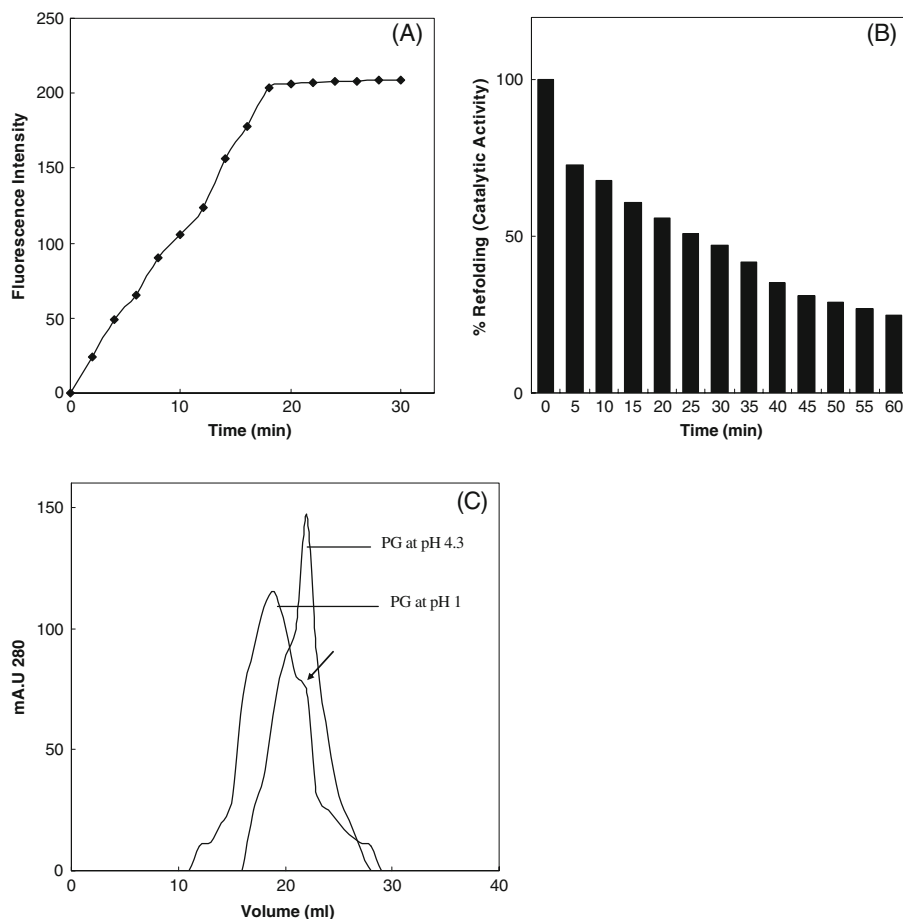 (A)
250
200
150
100
50
0
0 10 20 30
Fluorescence Intensity
Time (min)
(B)
100
50
0
0 5 10 15 20 25 30 35 40 45 50 55 60
% Refolding (Catalytic Activity)
Time (min)
(C)
150
100
50
0
0 10 20 30 40
PG at pH 4.3
PG at pH 1
mA.U 280
Volume (ml)